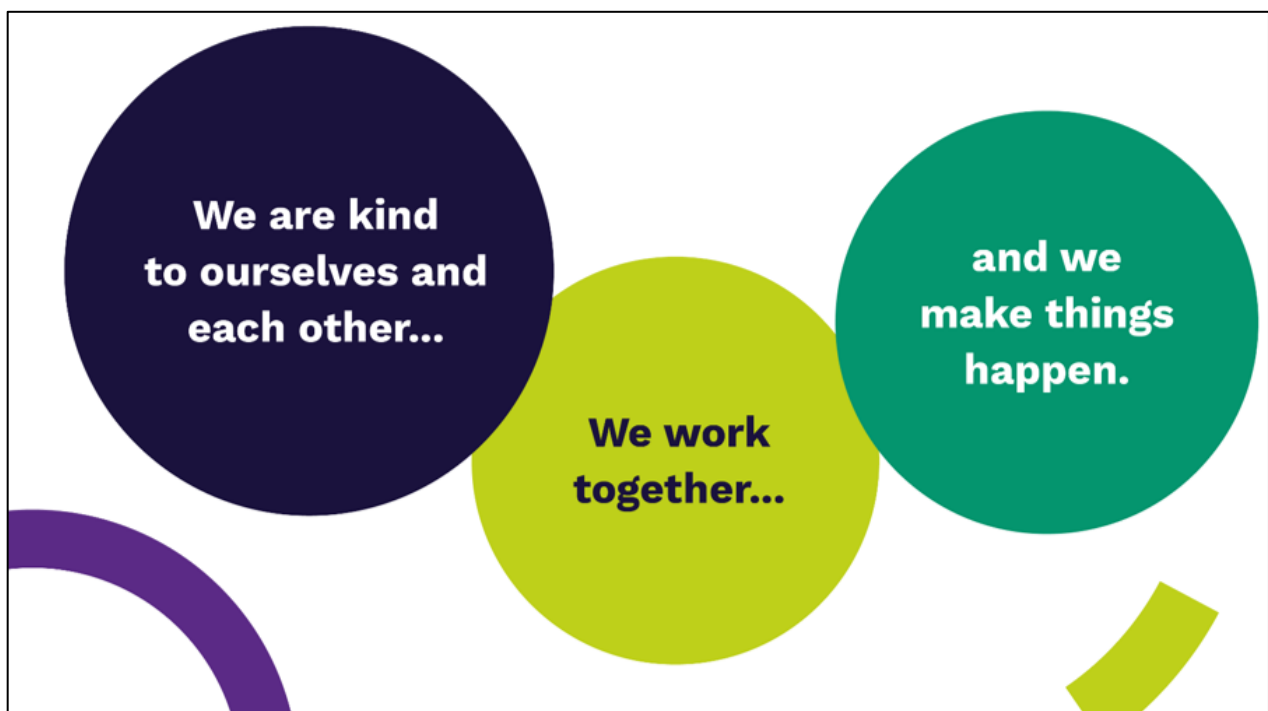 We are kind
to ourselves and
each other...
We work
together...
and we
make things
happen.